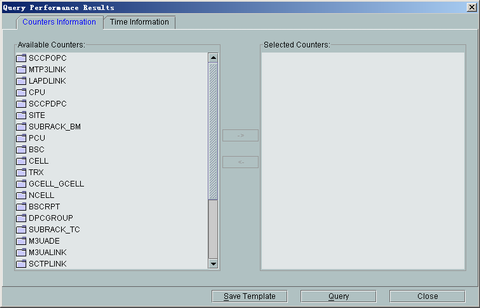 Query Performance Results
Counters Information
Time Information
Available Counters:
Selected Counters:
SCCPOPC
MTP3LINK
LAPDLINK
CPU
SCCPDPC
SITE
SUBRACK_BM
PCU
BSC
CELL
TRX
GCELL_GCELL
NCELL
BSCRPT
DPCGROUP
SUBRACK_TC
M3UADE
M3UALINK
SCTPLINK
Save Template
Query
Close